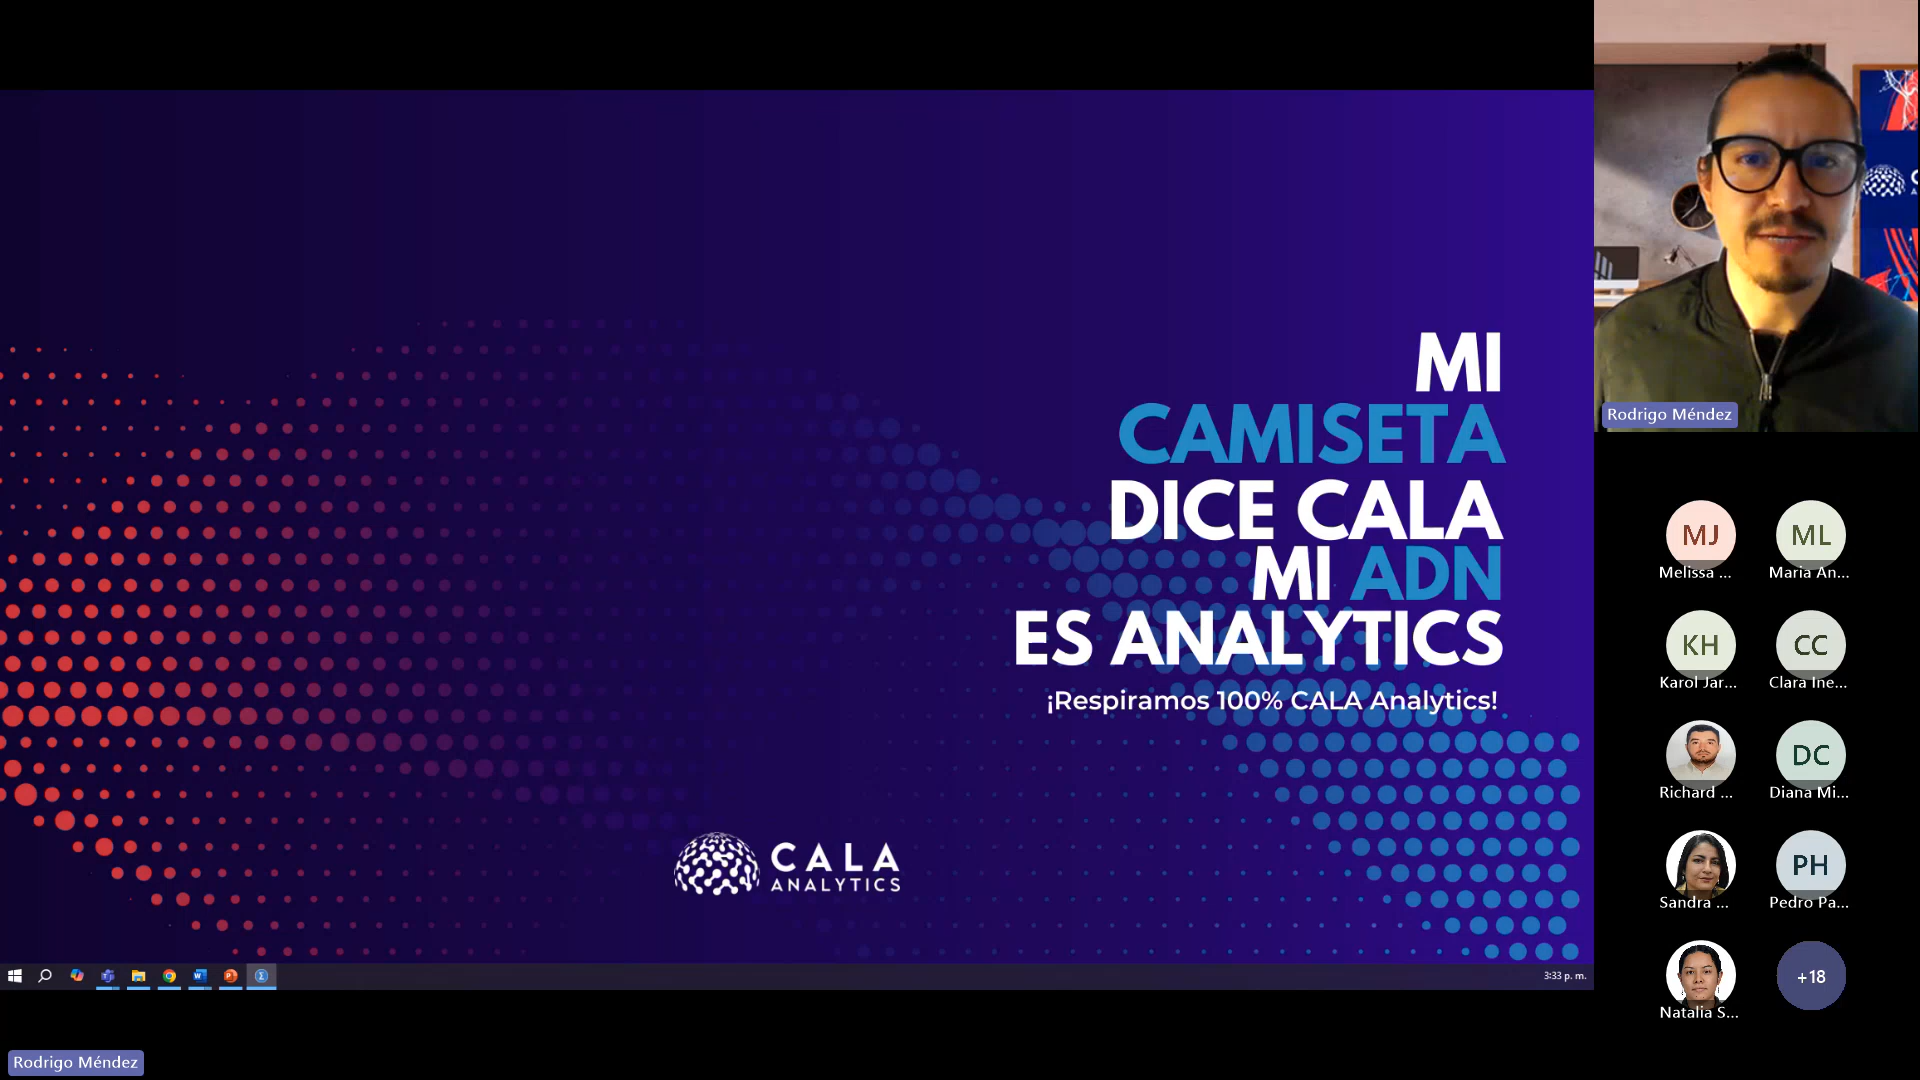 MI
CAMISETA
DICE CALA
MI ADN
ES ANALYTICS
¡Respiramos 100% CALA Analytics!
CALA
ANALYTICS
3:33 p. m.
Rodrigo Méndez
Rodrigo Méndez
MJ
Melissa ...
ML
Maria An...
KH
Karol Jar...
CC
Clara Ine...
Richard ...
DC
Diana Mi...
Sandra ...
PH
Pedro Pa...
Natalia S...
+18